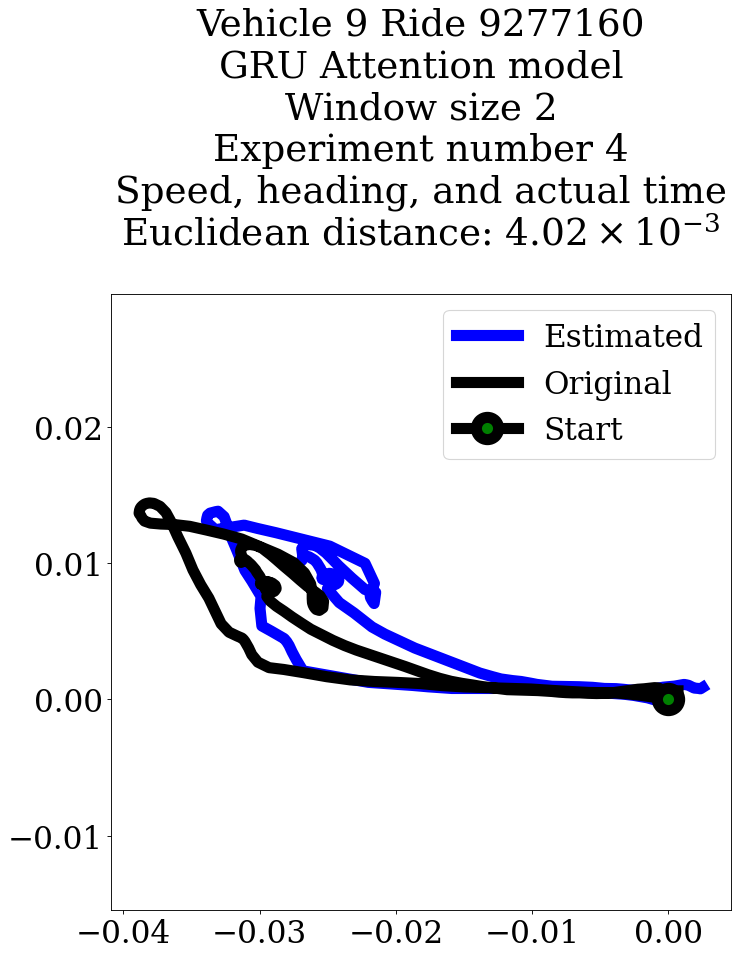 Vehicle 9 Ride 9277160
GRU Attention model
Window size 2
Experiment number 4
Speed, heading, and actual time
Euclidean distance: 4.02 × 10⁻³
Estimated
Original
Start
0.02
0.01
0.00
−0.01
−0.04 −0.03 −0.02 −0.01 0.00